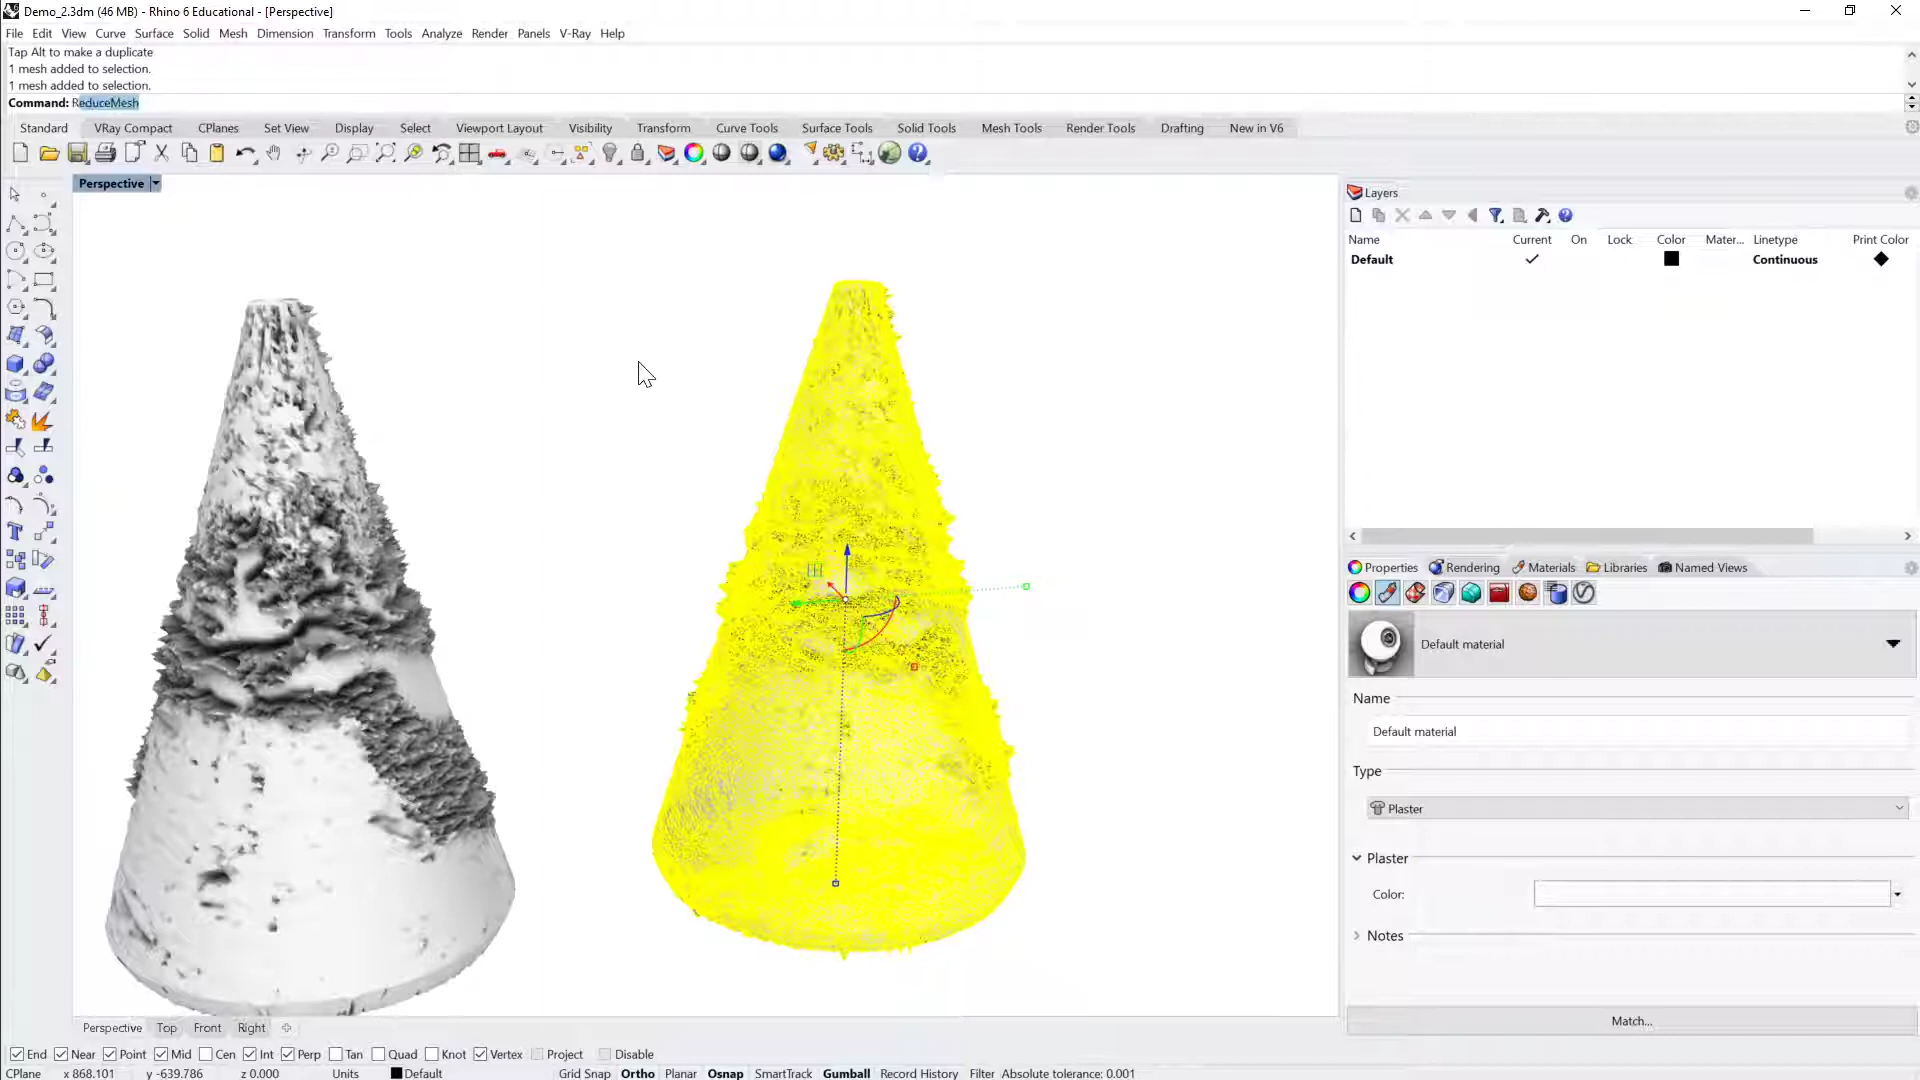 Demo_2.3dm (46 MB) - Rhino 6 Educational - [Perspective]
File Edit View Curve Surface Solid Mesh Dimension Transform Tools Analyze Render Panels V-Ray Help
Tap Alt to make a duplicate
1 mesh added to selection.
1 mesh added to selection.
Command: ReduceMesh
Standard VRay Compact CPlanes Set View Display Select Viewport Layout Visibility Transform Curve Tools Surface Tools Solid Tools Mesh Tools Render Tools Drafting New in V6
Perspective
Layers
Name Current On Lock Color Mater... Linetype Print Color
Default Continuous
Properties Rendering Materials Libraries Named Views
Default material
Name
Default material
Type
Plaster
Plaster
Color:
Notes
Match...
Perspective Top Front Right
End Near Point Mid Cen Int Perp Tan Quad Knot Vertex Project Disable
CPlane x 868.101 y -639.786 z 0.000 Units Default Grid Snap Ortho Planar Osnap SmartTrack Gumball Record History Filter Absolute tolerance: 0.001